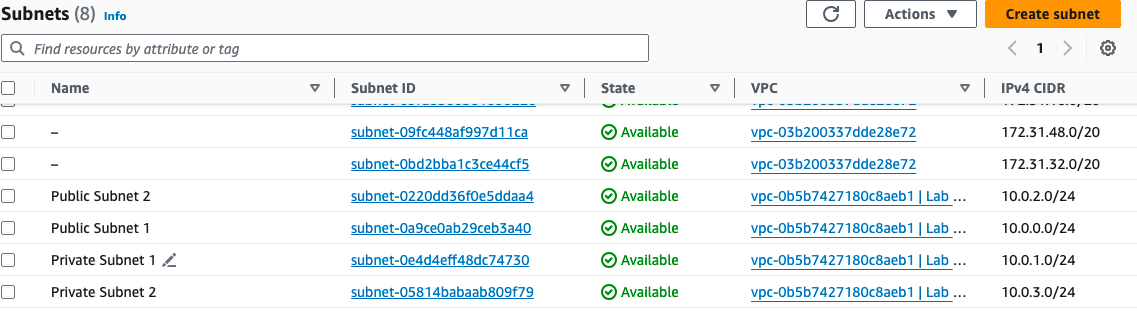 Subnets (8) Info
Actions
Create subnet
Find resources by attribute or tag
1
Name Subnet ID State VPC IPv4 CIDR
Available vpc-03b200337dde28e72
– subnet-09fc448af997d11ca Available vpc-03b200337dde28e72 172.31.48.0/20
– subnet-0bd2bba1c3ce44cf5 Available vpc-03b200337dde28e72 172.31.32.0/20
Public Subnet 2 subnet-0220dd36f0e5ddaa4 Available vpc-0b5b7427180c8aeb1 | Lab ... 10.0.2.0/24
Public Subnet 1 subnet-0a9ce0ab29ceb3a40 Available vpc-0b5b7427180c8aeb1 | Lab ... 10.0.0.0/24
Private Subnet 1 subnet-0e4d4eff48dc74730 Available vpc-0b5b7427180c8aeb1 | Lab ... 10.0.1.0/24
Private Subnet 2 subnet-05814babaab809f79 Available vpc-0b5b7427180c8aeb1 | Lab ... 10.0.3.0/24